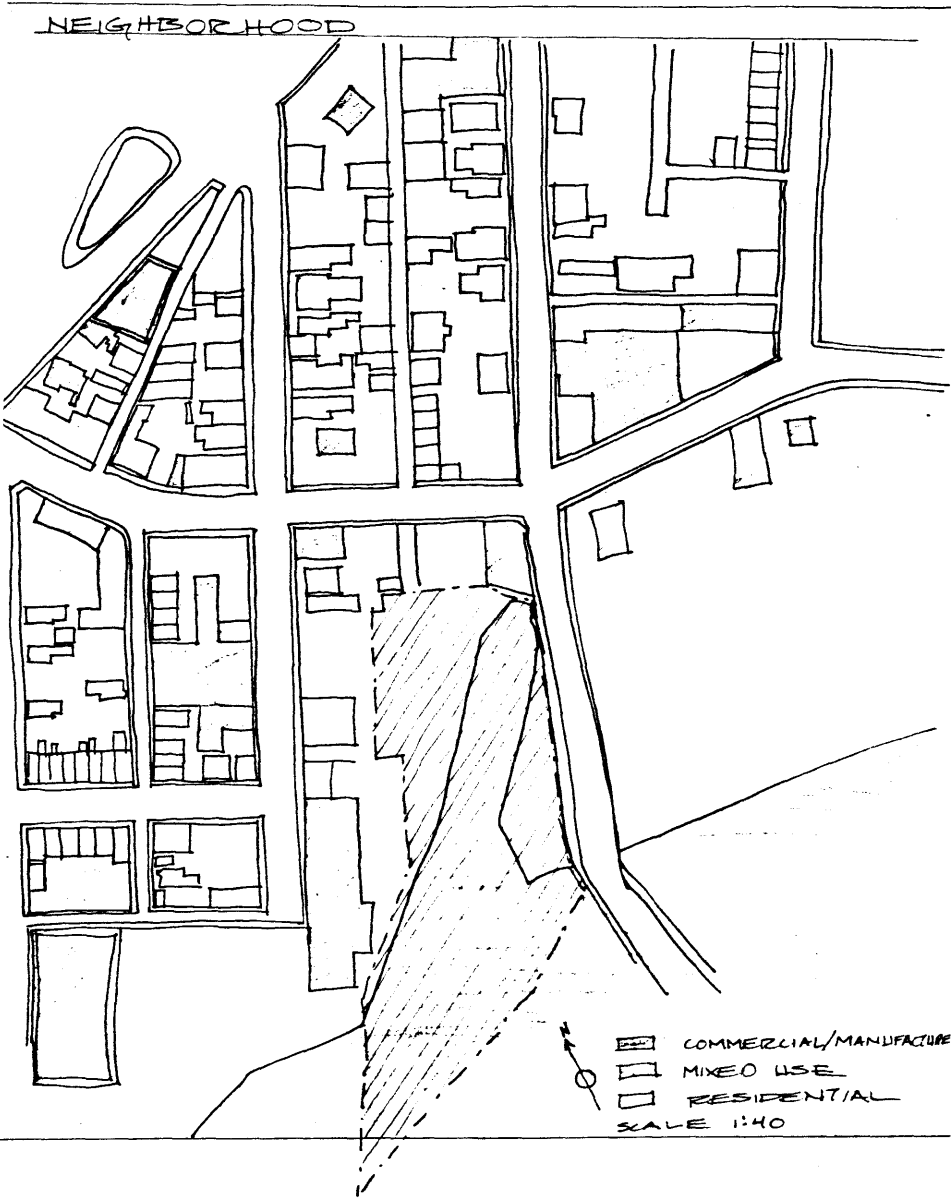 NEIGHBORHOOD
N
COMMERCIAL/MANUFACTURE
MIXED USE
RESIDENTIAL
SCALE 1:40